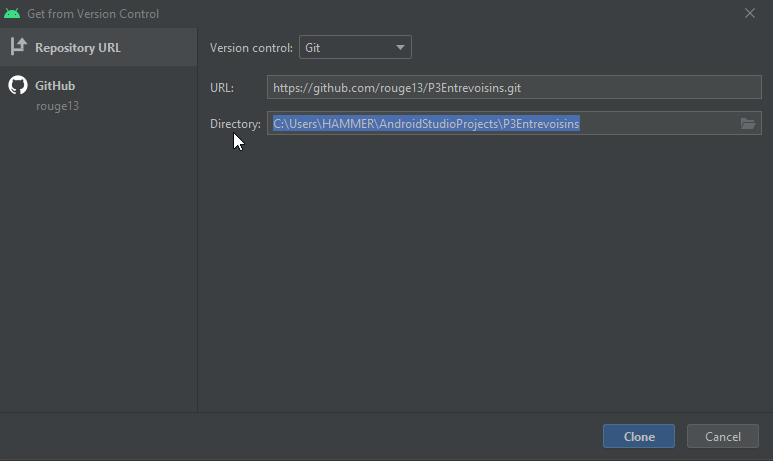 Get from Version Control
Repository URL
GitHub
rouge13
Version control: Git
URL: https://github.com/rouge13/P3Entrevoisins.git
Directory: C:\Users\HAMMER\AndroidStudioProjects\P3Entrevoisins
Clone Cancel